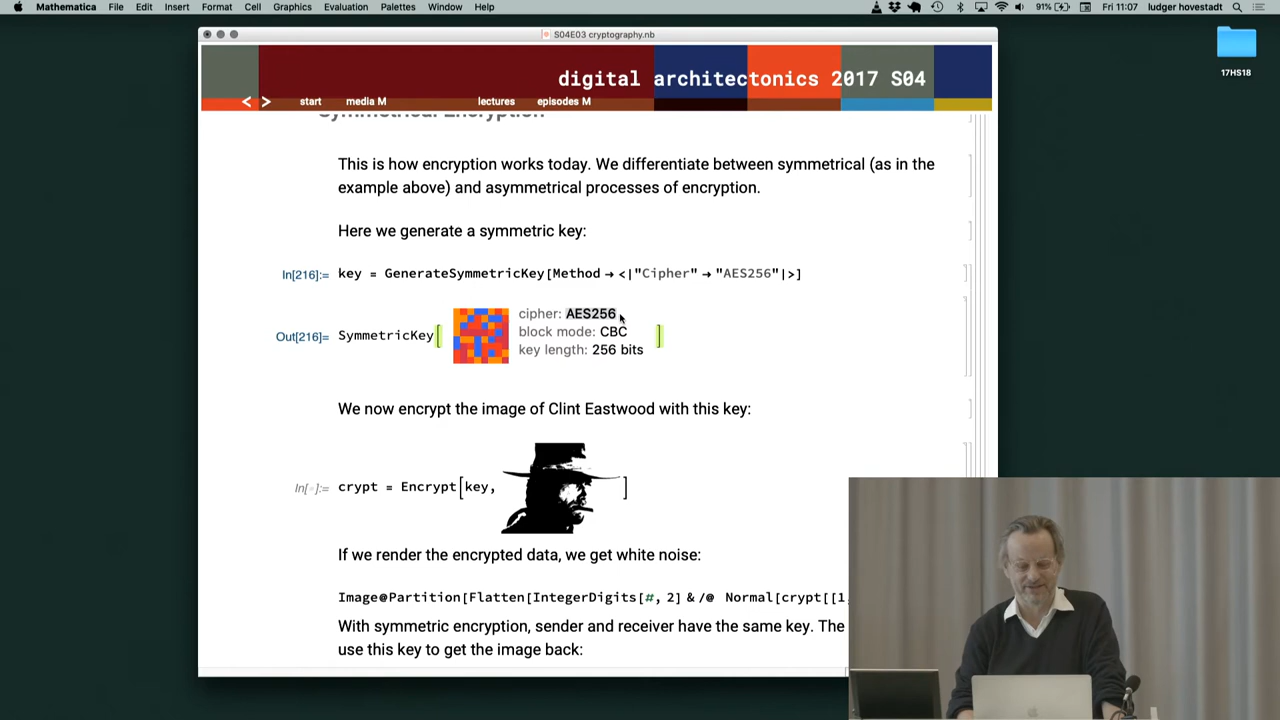 Mathematica File Edit Insert Format Cell Graphics Evaluation Palettes Window Help 91% Fri 11:07 ludger hovestadt
S04E03 cryptography.nb
17HS18
digital architectonics 2017 S04
< > start media M lectures episodes M
Symmetrical Encryption
This is how encryption works today. We differentiate between symmetrical (as in the
example above) and asymmetrical processes of encryption.
Here we generate a symmetric key:
In[216]:= key = GenerateSymmetricKey[Method → <|"Cipher" → "AES256"|>]
cipher: AES256
Out[216]= SymmetricKey[ block mode: CBC ]
key length: 256 bits
We now encrypt the image of Clint Eastwood with this key:
In[◦]:= crypt = Encrypt[key, ]
If we render the encrypted data, we get white noise:
Image@Partition[Flatten[IntegerDigits[#, 2] & /@ Normal[crypt[[1,
With symmetric encryption, sender and receiver have the same key. The
use this key to get the image back: